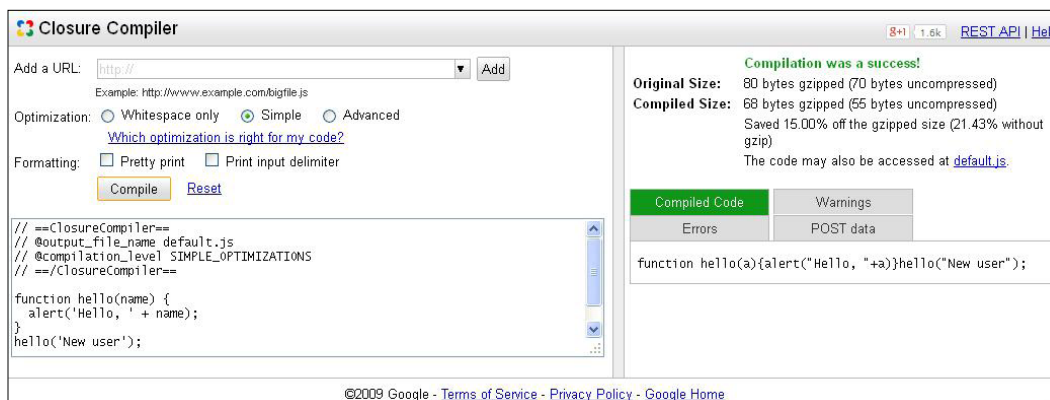 Closure Compiler
8+1 1.6k REST API | Hel
Add a URL: http:// Add
Example: http://www.example.com/bigfile.js
Optimization: Whitespace only Simple Advanced
Which optimization is right for my code?
Formatting: Pretty print Print input delimiter
Compile Reset
// ==ClosureCompiler==
// @output_file_name default.js
// @compilation_level SIMPLE_OPTIMIZATIONS
// ==/ClosureCompiler==
function hello(name) {
alert('Hello, ' + name);
}
hello('New user');
Compilation was a success!
Original Size: 80 bytes gzipped (70 bytes uncompressed)
Compiled Size: 68 bytes gzipped (55 bytes uncompressed)
Saved 15.00% off the gzipped size (21.43% without
gzip)
The code may also be accessed at default.js.
Compiled Code Warnings
Errors POST data
function hello(a){alert("Hello, "+a)}hello("New user");
©2009 Google - Terms of Service - Privacy Policy - Google Home